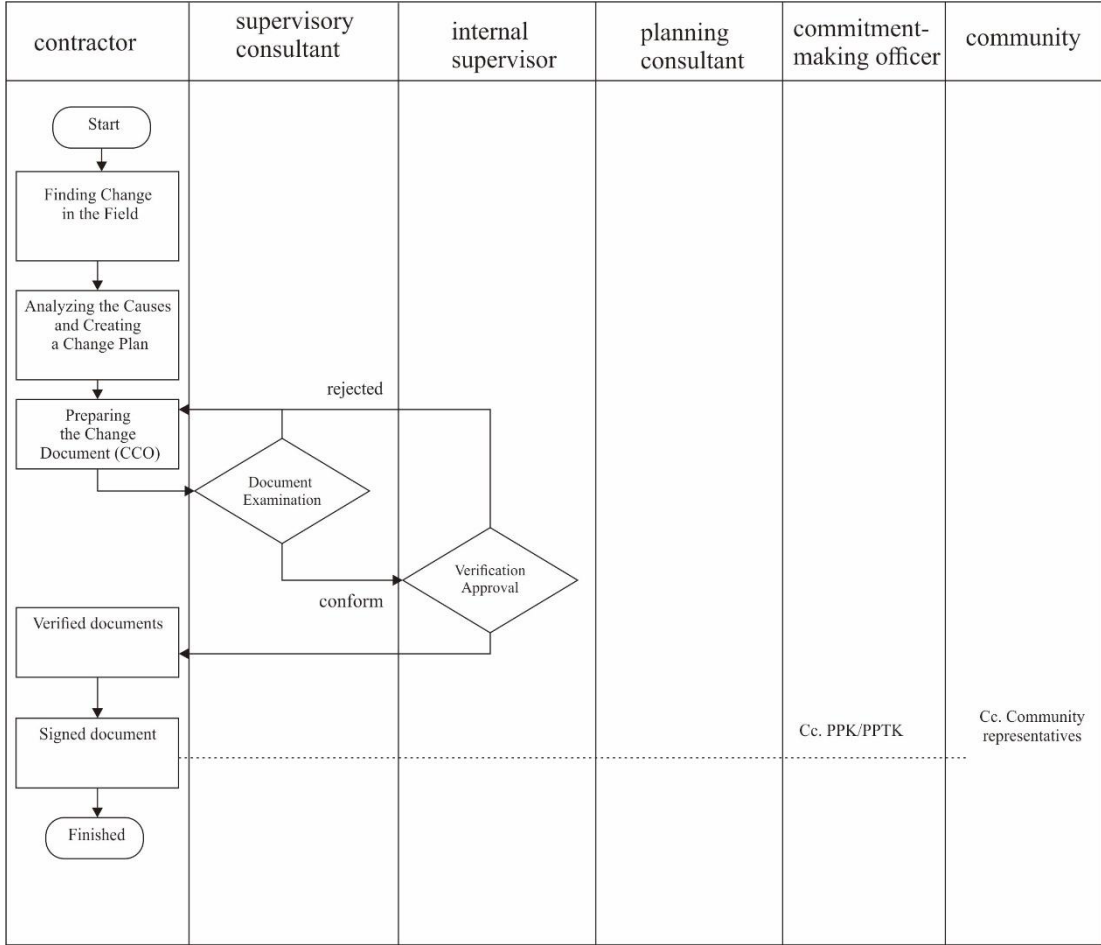 contractor
supervisory
consultant
internal
supervisor
planning
consultant
commitment-
making officer
community
Start
Finding Change
in the Field
Analyzing the Causes
and Creating
a Change Plan
rejected
Preparing
the Change
Document (CCO)
Document
Examination
Verification
Approval
conform
Verified documents
Signed document
Cc. PPK/PPTK
Cc. Community
representatives
Finished